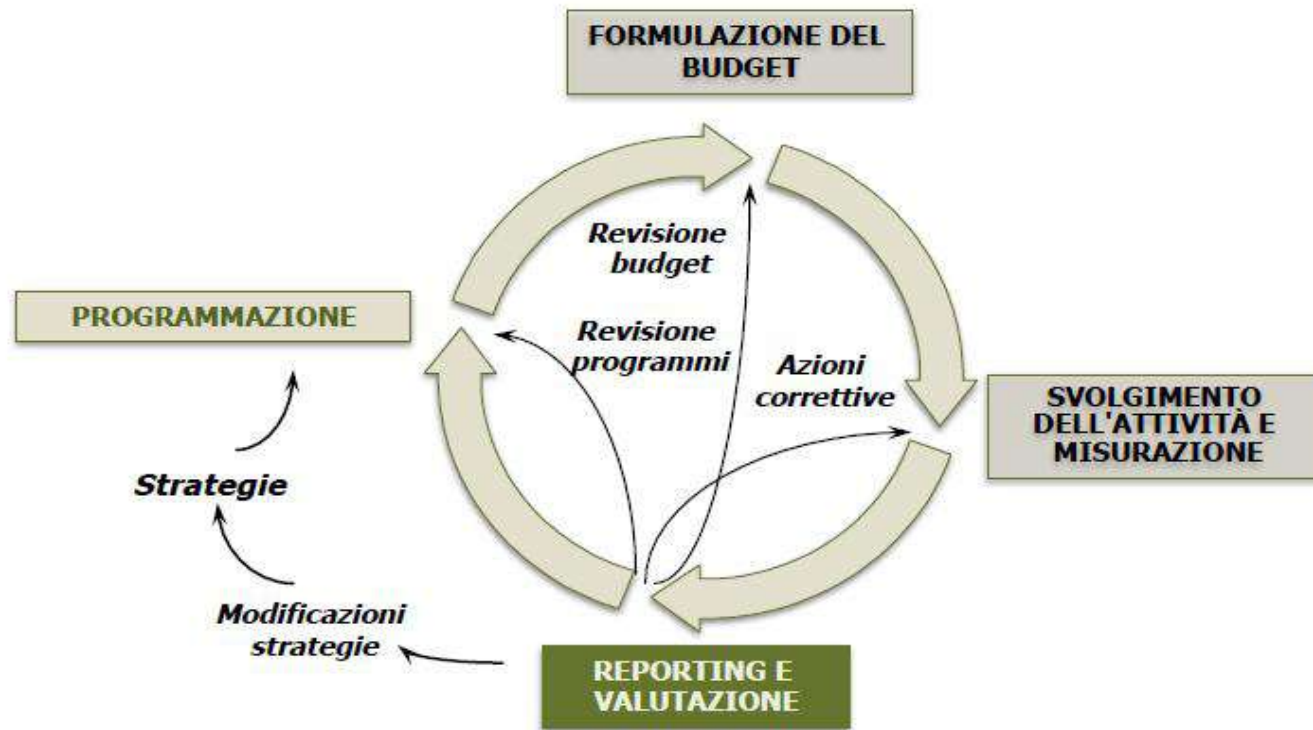 FORMULAZIONE DEL
BUDGET
Revisione
budget
PROGRAMMAZIONE
Revisione
programmi
Azioni
correttive
SVOLGIMENTO
DELL'ATTIVITÀ E
MISURAZIONE
Strategie
Modificazioni
strategie
REPORTING E
VALUTAZIONE